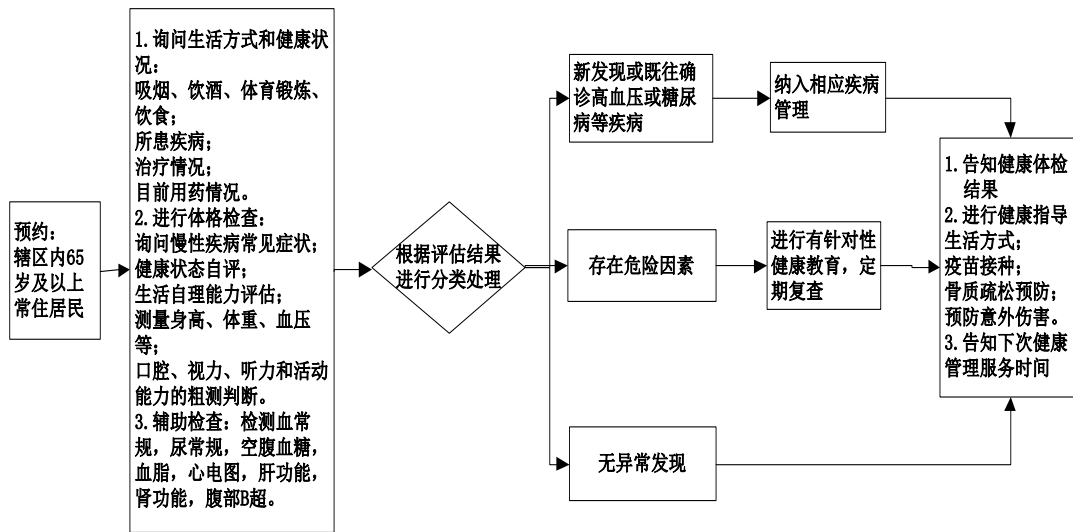 预约：
辖区内65
岁及以上
常住居民
1.询问生活方式和健康状
况：
吸烟、饮酒、体育锻炼、
饮食；
所患疾病；
治疗情况；
目前用药情况。
2.进行体格检查：
询问慢性疾病常见症状；
健康状态自评；
生活自理能力评估；
测量身高、体重、血压
等；
口腔、视力、听力和活动
能力的粗测判断。
3.辅助检查：检测血常
规，尿常规，空腹血糖，
血脂，心电图，肝功能，
肾功能，腹部B超。
根据评估结果
进行分类处理
新发现或既往确
诊高血压或糖尿
病等疾病
纳入相应疾病
管理
存在危险因素
进行有针对性
健康教育，定
期复查
无异常发现
1.告知健康体检
结果
2.进行健康指导
生活方式；
疫苗接种；
骨质疏松预防；
预防意外伤害。
3.告知下次健康
管理服务时间